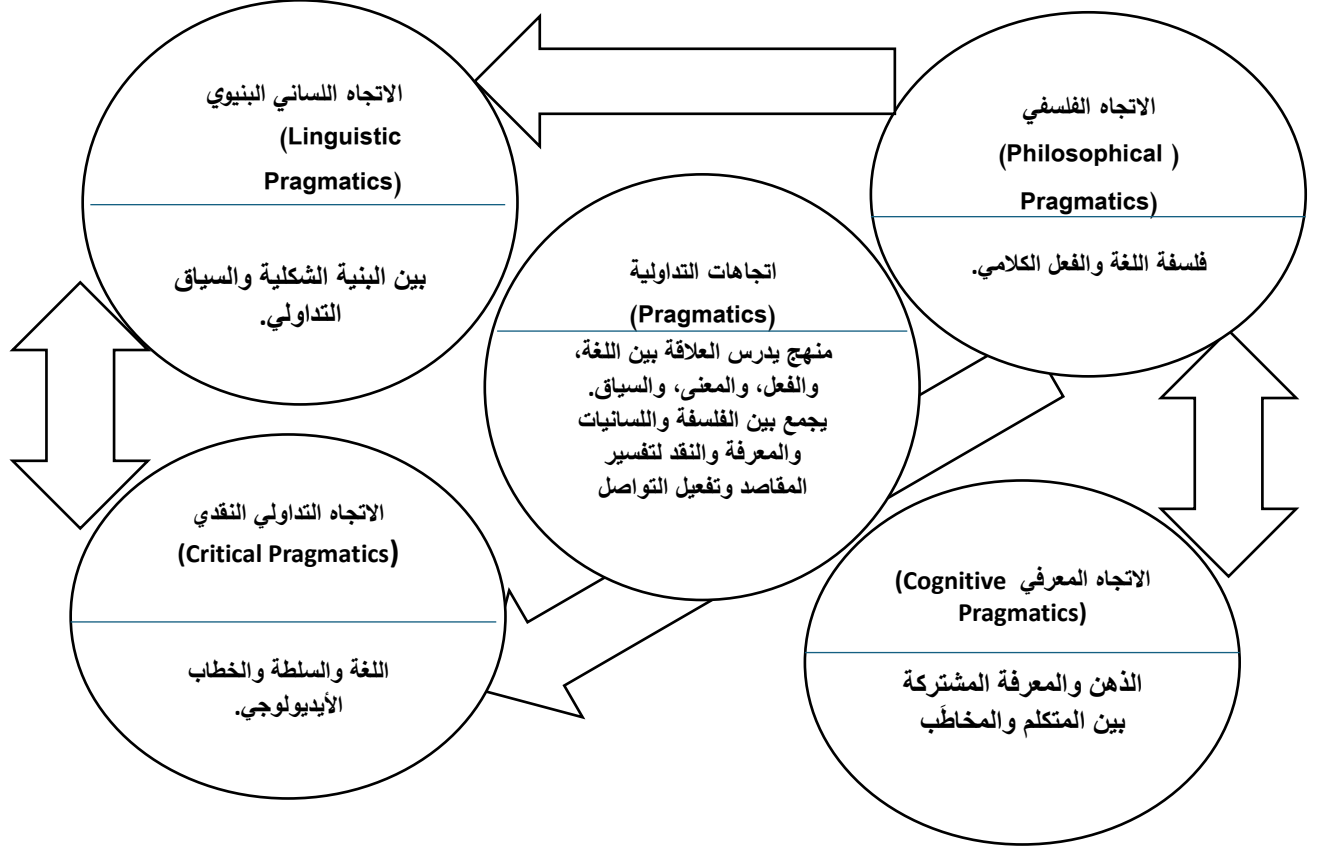 الاتجاه الفلسفي
(Philosophical )
Pragmatics)
فلسفة اللغة والفعل الكلامي.
الاتجاه اللساني البنيوي
(Linguistic
Pragmatics)
بين البنية الشكلية والسياق
التداولي.
اتجاهات التداولية
(Pragmatics)
منهج يدرس العلاقة بين اللغة،
والفعل، والمعنى، والسياق.
يجمع بين الفلسفة واللسانيات
والمعرفة والنقد لتفسير
المقاصد وتفعيل التواصل
الاتجاه المعرفي (Cognitive
Pragmatics)
الذهن والمعرفة المشتركة
بين المتكلم والمخاطَب
الاتجاه التداولي النقدي
(Critical Pragmatics)
اللغة والسلطة والخطاب
الأيديولوجي.